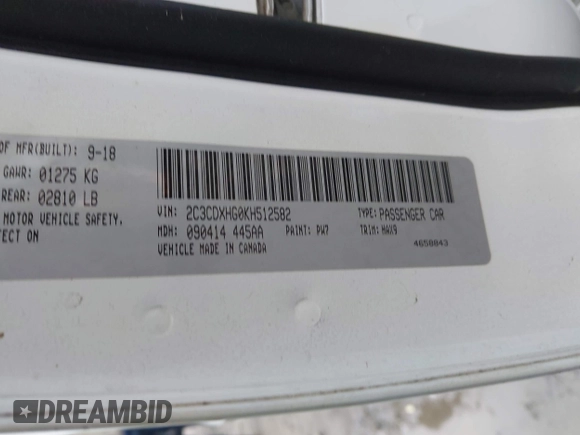 OF MFR(BUILT): 9-18
GAWR: 01275 KG
REAR: 02810 LB
MOTOR VEHICLE SAFETY,
ON
VIN: 2C3CDXHG0KH512582
TYPE: PASSENGER CAR
MDH: 090414 445AA
PAINT: PW7
TRIM: HAX9
VEHICLE MADE IN CANADA
4658843
DREAMBID